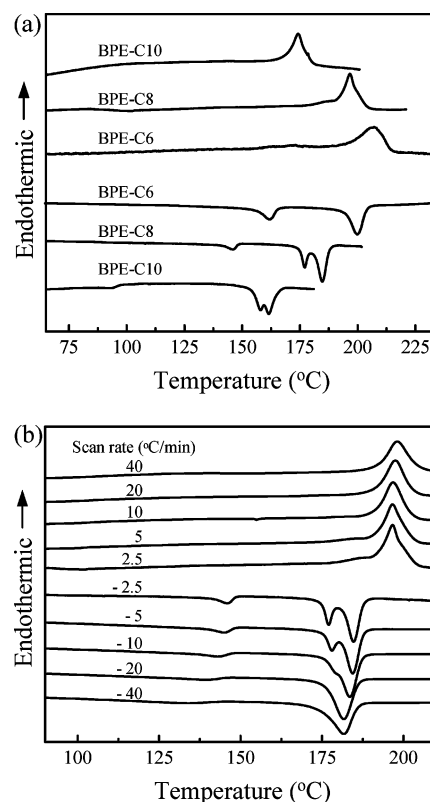 (a)
BPE-C10
BPE-C8
BPE-C6
BPE-C6
BPE-C8
BPE-C10
Endothermic
75 100 125 150 175 200 225
Temperature (°C)
(b)
Scan rate (°C/min)
40
20
10
5
2.5
- 2.5
- 5
- 10
- 20
- 40
Endothermic
100 125 150 175 200
Temperature (°C)